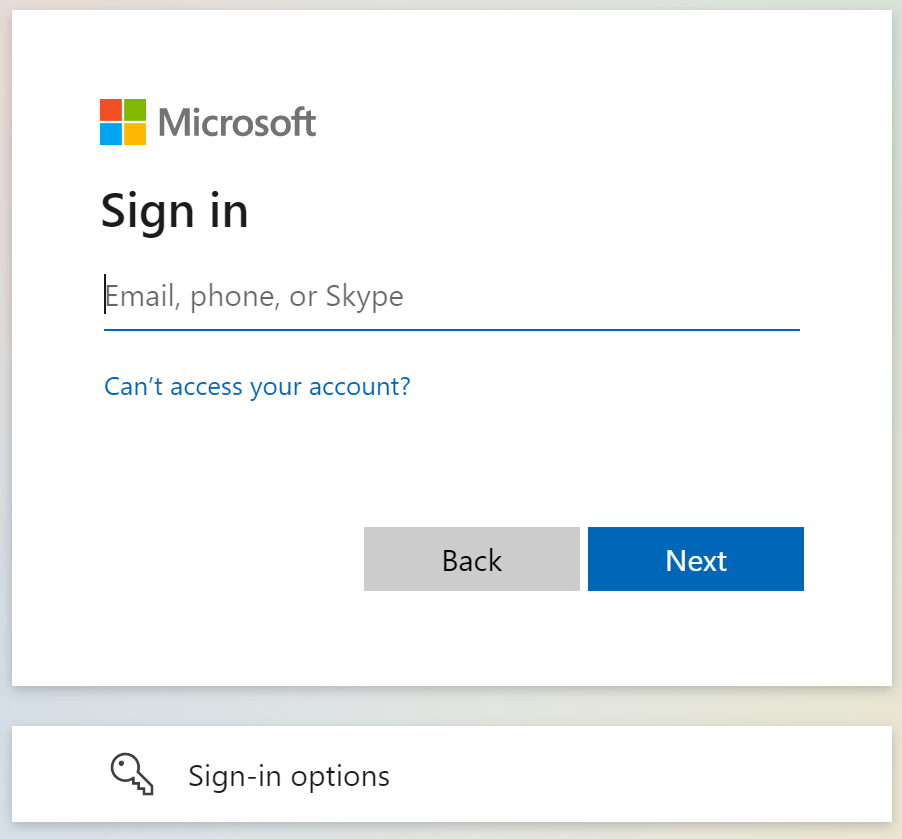 Microsoft
Sign in
Email, phone, or Skype
Can’t access your account?
Back
Next
Sign-in options